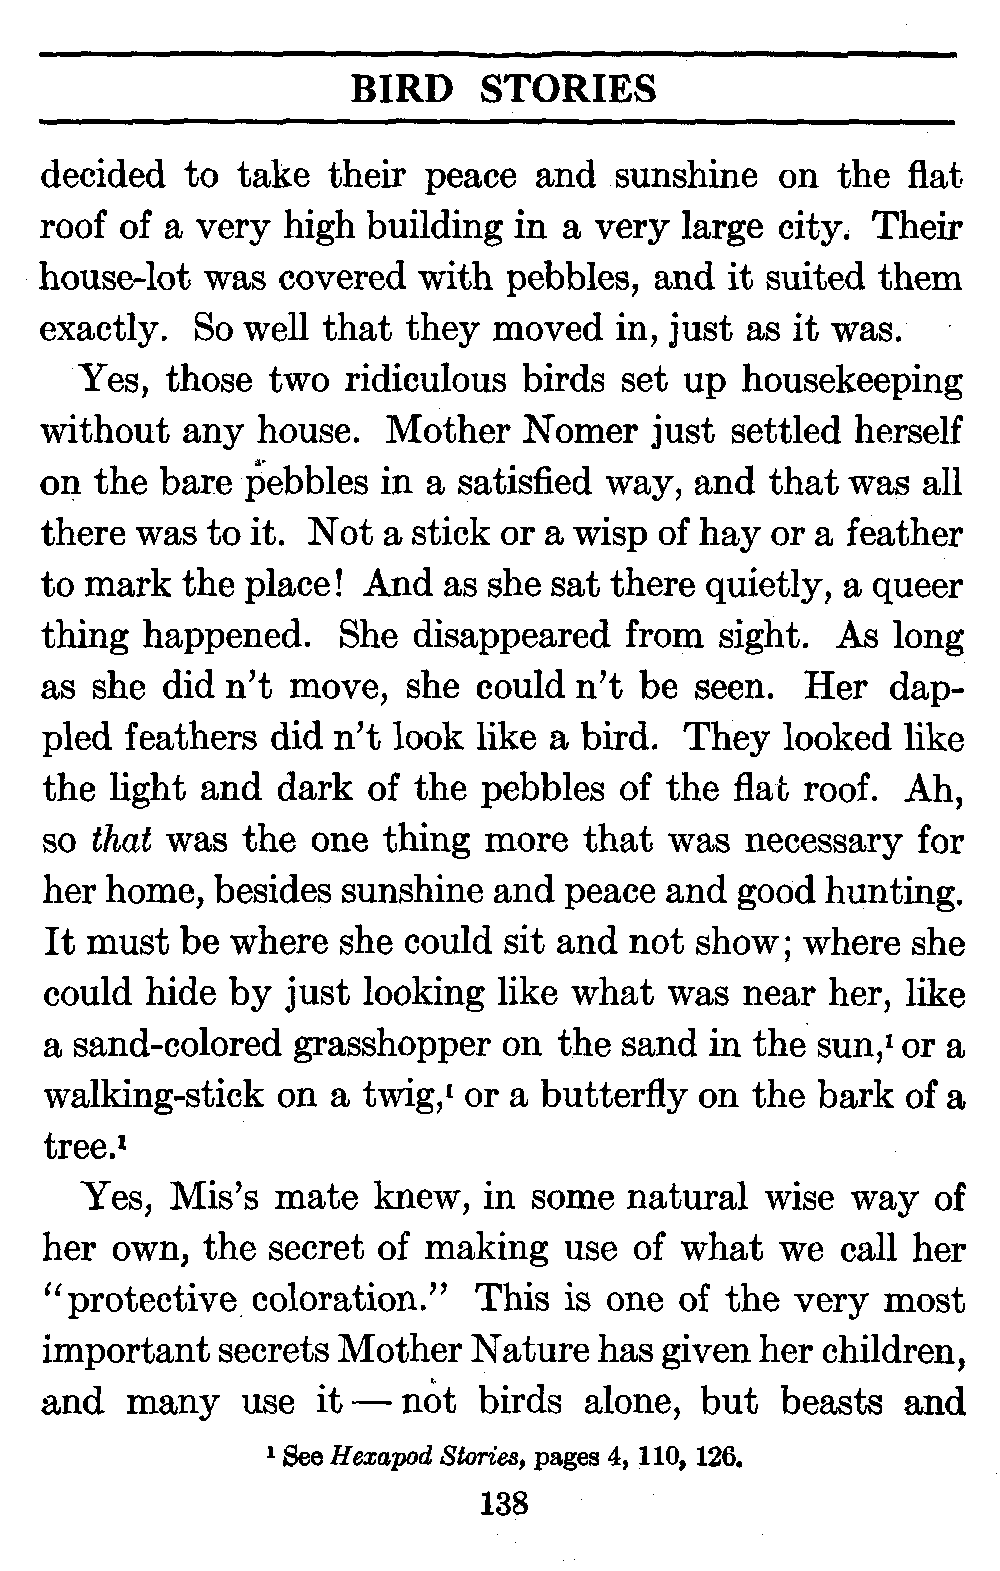 BIRD STORIES
decided to take their peace and sunshine on the flat
roof of a very high building in a very large city. Their
house-lot was covered with pebbles, and it suited them
exactly. So well that they moved in, just as it was.
Yes, those two ridiculous birds set up housekeeping
without any house. Mother Nomer just settled herself
on the bare pebbles in a satisfied way, and that was all
there was to it. Not a stick or a wisp of hay or a feather
to mark the place! And as she sat there quietly, a queer
thing happened. She disappeared from sight. As long
as she did n't move, she could n't be seen. Her dap-
pled feathers did n't look like a bird. They looked like
the light and dark of the pebbles of the flat roof. Ah,
so that was the one thing more that was necessary for
her home, besides sunshine and peace and good hunting.
It must be where she could sit and not show; where she
could hide by just looking like what was near her, like
a sand-colored grasshopper on the sand in the sun,¹ or a
walking-stick on a twig,¹ or a butterfly on the bark of a
tree.¹
Yes, Mis's mate knew, in some natural wise way of
her own, the secret of making use of what we call her
"protective coloration." This is one of the very most
important secrets Mother Nature has given her children,
and many use it — not birds alone, but beasts and
¹ See Hexapod Stories, pages 4, 110, 126.
138